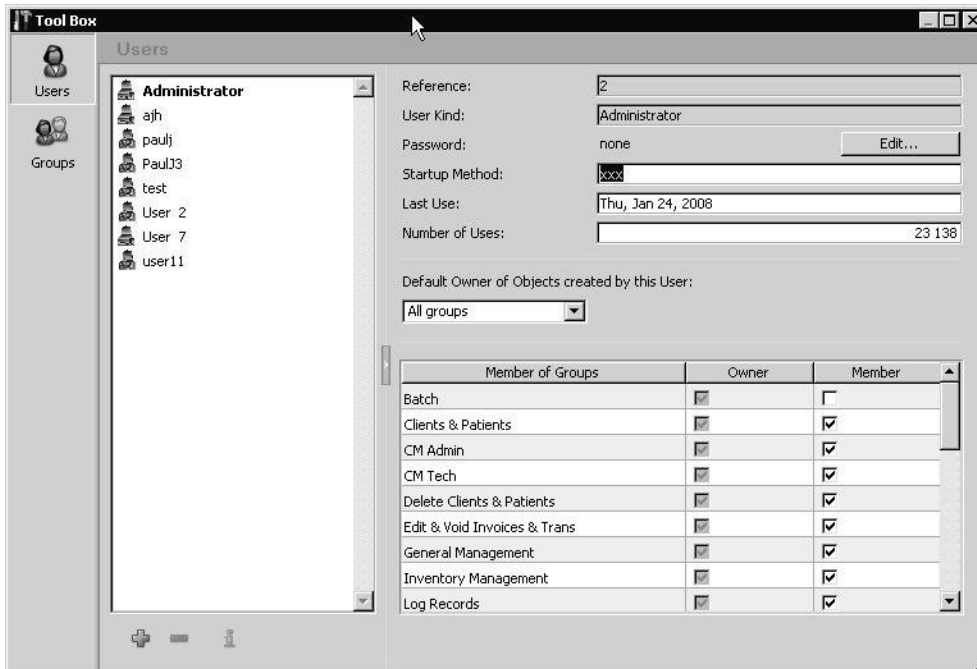 Tool Box
Users
Users
Groups
Administrator
ajh
paulj
PaulJ3
test
User 2
User 7
user11
Reference: 2
User Kind: Administrator
Password: none Edit...
Startup Method: xxx
Last Use: Thu, Jan 24, 2008
Number of Uses: 23 138
Default Owner of Objects created by this User:
All groups
Member of Groups Owner Member
Batch
Clients & Patients
CM Admin
CM Tech
Delete Clients & Patients
Edit & Void Invoices & Trans
General Management
Inventory Management
Log Records